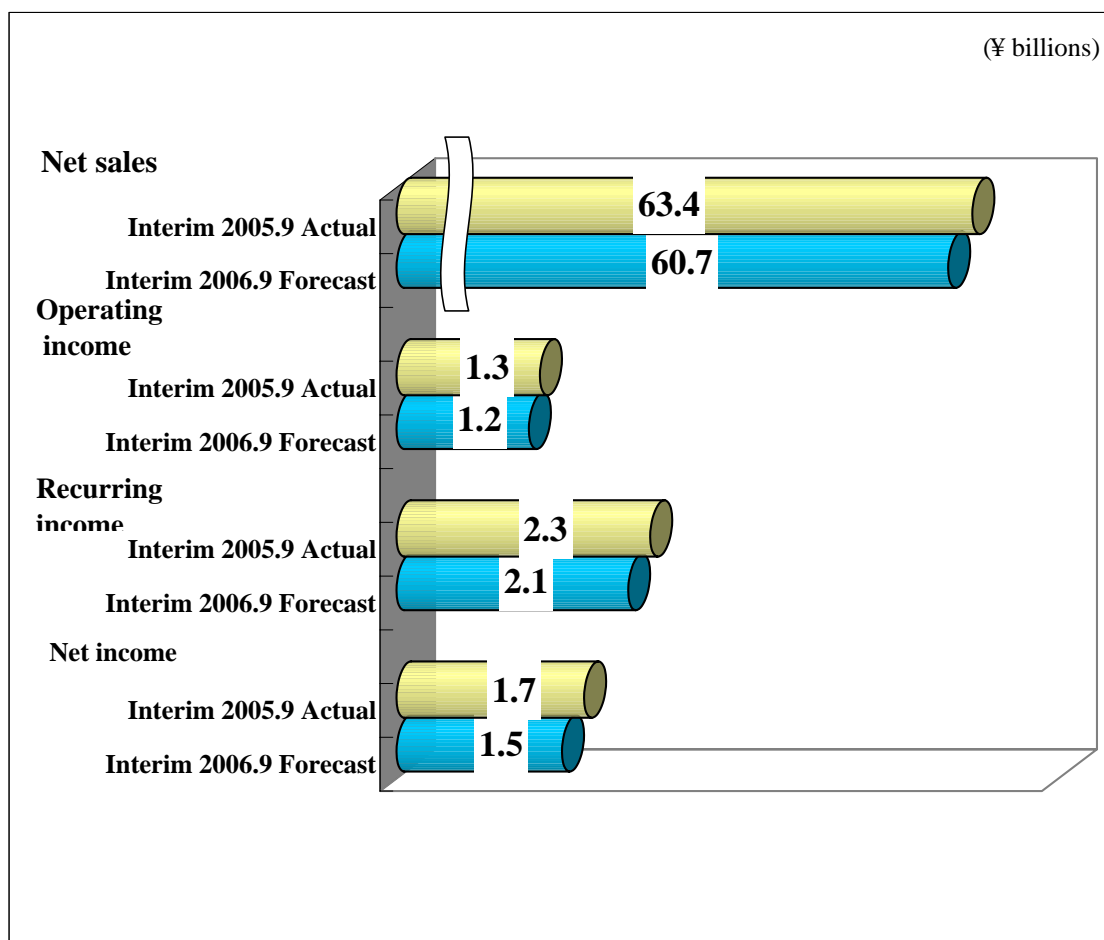 (¥ billions)
Net sales
63.4
Interim 2005.9 Actual
60.7
Interim 2006.9 Forecast
Operating
income
1.3
Interim 2005.9 Actual
1.2
Interim 2006.9 Forecast
Recurring
income
2.3
Interim 2005.9 Actual
2.1
Interim 2006.9 Forecast
Net income
1.7
Interim 2005.9 Actual
1.5
Interim 2006.9 Forecast